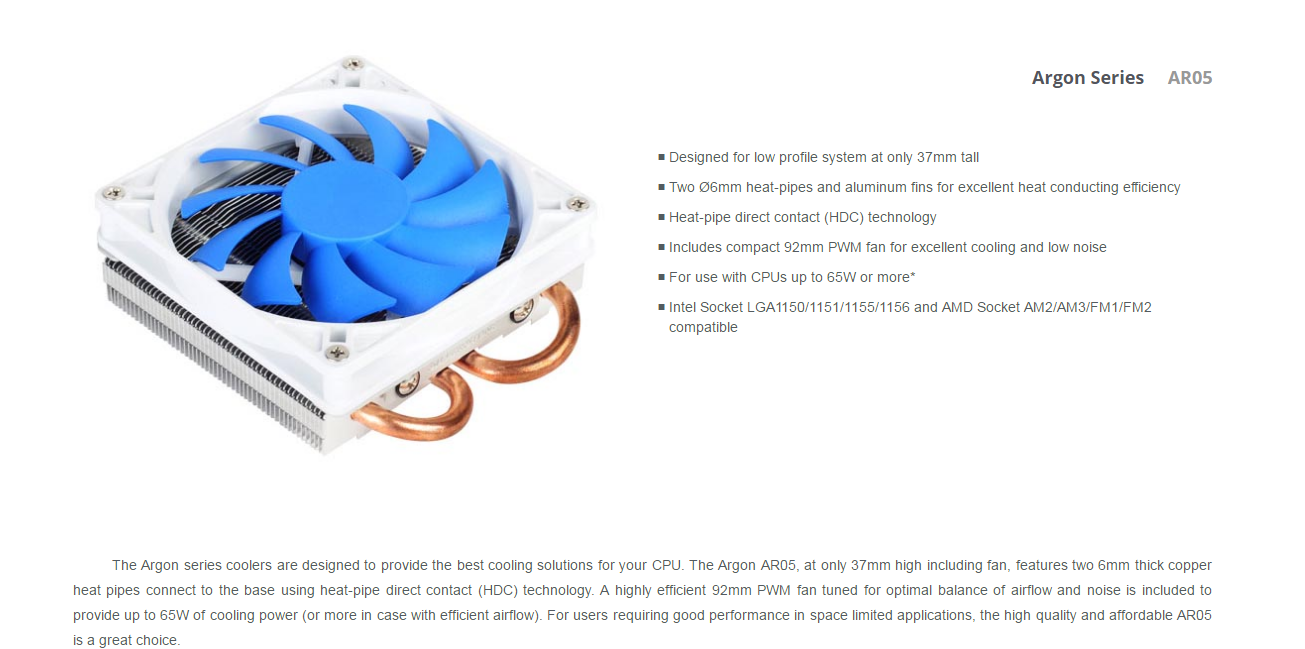 Argon Series AR05
■ Designed for low profile system at only 37mm tall
■ Two Ø6mm heat-pipes and aluminum fins for excellent heat conducting efficiency
■ Heat-pipe direct contact (HDC) technology
■ Includes compact 92mm PWM fan for excellent cooling and low noise
■ For use with CPUs up to 65W or more*
■ Intel Socket LGA1150/1151/1155/1156 and AMD Socket AM2/AM3/FM1/FM2
compatible
The Argon series coolers are designed to provide the best cooling solutions for your CPU. The Argon AR05, at only 37mm high including fan, features two 6mm thick copper
heat pipes connect to the base using heat-pipe direct contact (HDC) technology. A highly efficient 92mm PWM fan tuned for optimal balance of airflow and noise is included to
provide up to 65W of cooling power (or more in case with efficient airflow). For users requiring good performance in space limited applications, the high quality and affordable AR05
is a great choice.